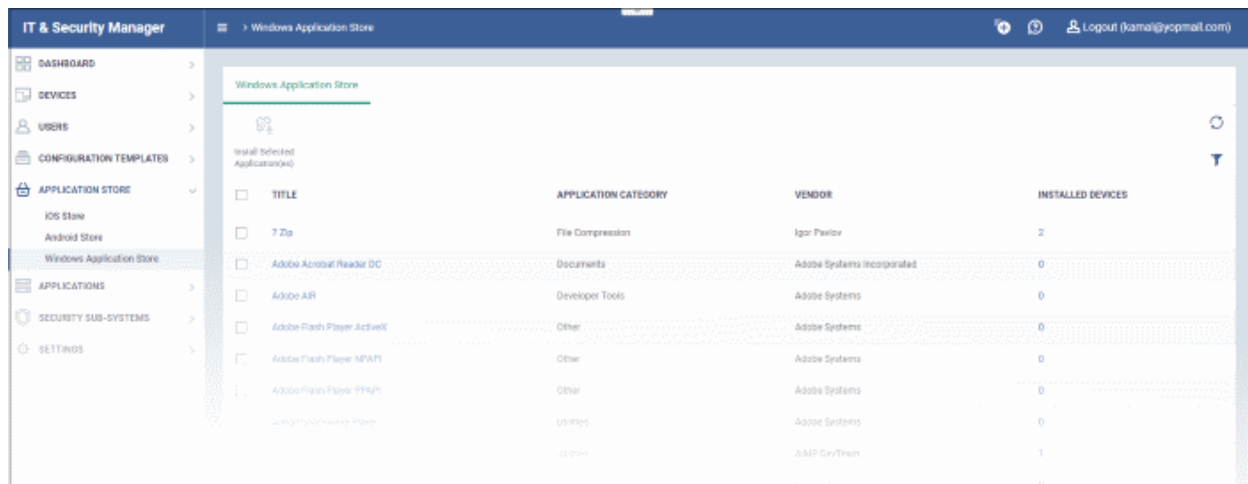 IT & Security Manager
> Windows Application Store
Logout (kamal@yopmail.com)
DASHBOARD
DEVICES
USERS
CONFIGURATION TEMPLATES
APPLICATION STORE
iOS Store
Android Store
Windows Application Store
APPLICATIONS
SECURITY SUB-SYSTEMS
SETTINGS
Windows Application Store
Install Selected
Application(es)
TITLE APPLICATION CATEGORY VENDOR INSTALLED DEVICES
7 Zip File Compression Igor Pavlov 2
Adobe Acrobat Reader DC Documents Adobe Systems Incorporated 0
Adobe AIR Developer Tools Adobe Systems 0
Adobe Flash Player ActiveX Other Adobe Systems 0
Adobe Flash Player NPAPI Other Adobe Systems 0
Adobe Flash Player PPAPI Other Adobe Systems 0
Player Utilities Adobe Systems 0
AIMP DevTeam 1